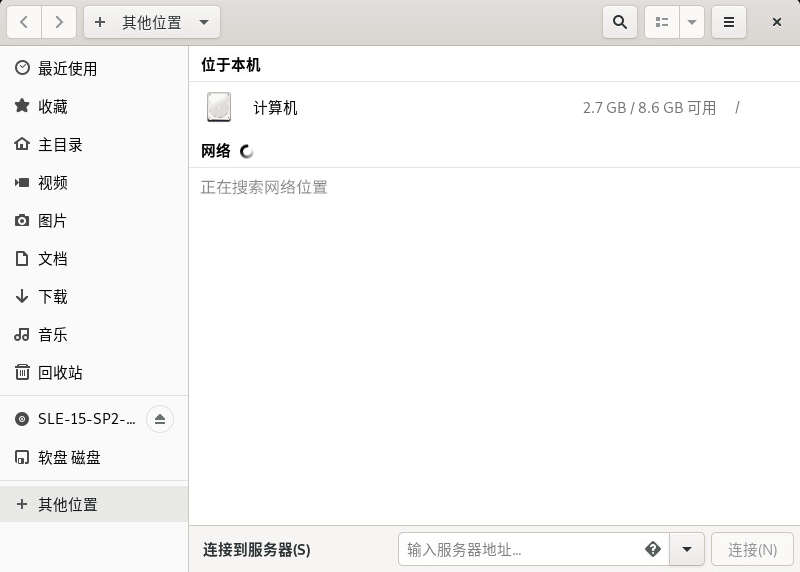 其他位置
最近使用
收藏
主目录
视频
图片
文档
下载
音乐
回收站
SLE-15-SP2-...
软盘 磁盘
其他位置
位于本机
计算机 2.7 GB / 8.6 GB 可用 /
网络
正在搜索网络位置
连接到服务器(S) 输入服务器地址... 连接(N)